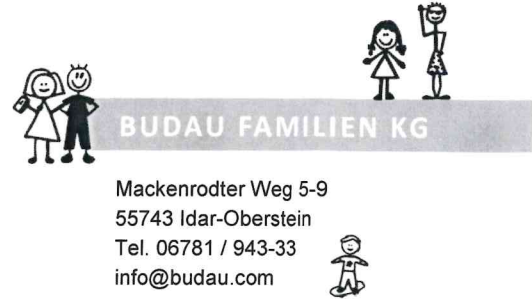 BUDAU FAMILIEN KG
Mackenrodter Weg 5-9
55743 Idar-Oberstein
Tel. 06781 / 943-33
info@budau.com